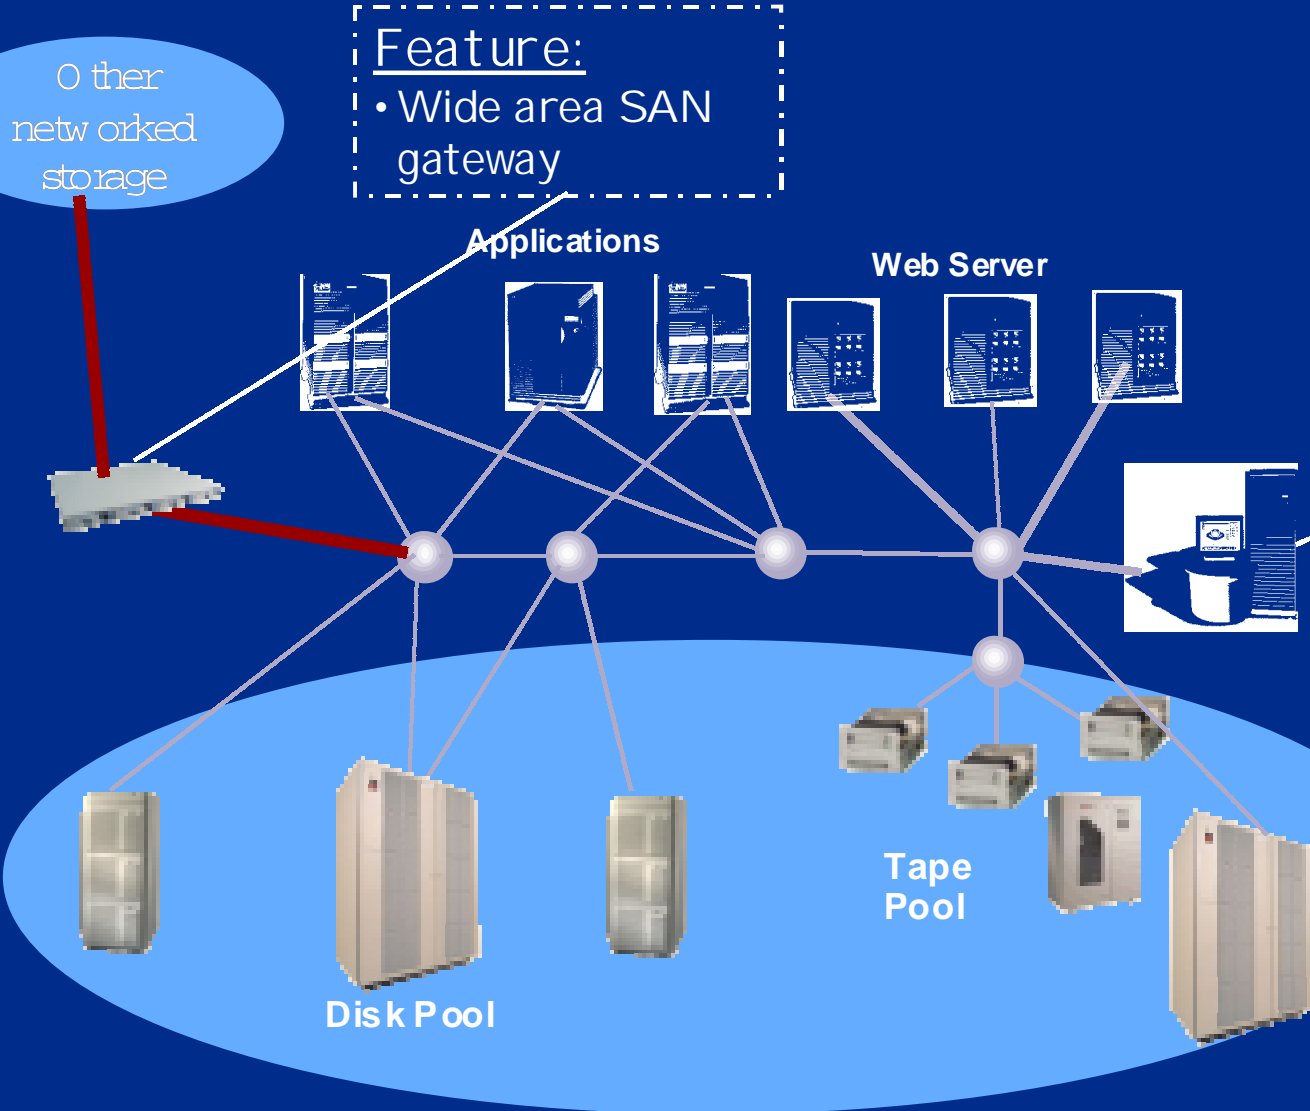 Other
networked
storage
Feature:
• Wide area SAN
gateway
Applications
Web Server
Tape
Pool
Disk Pool